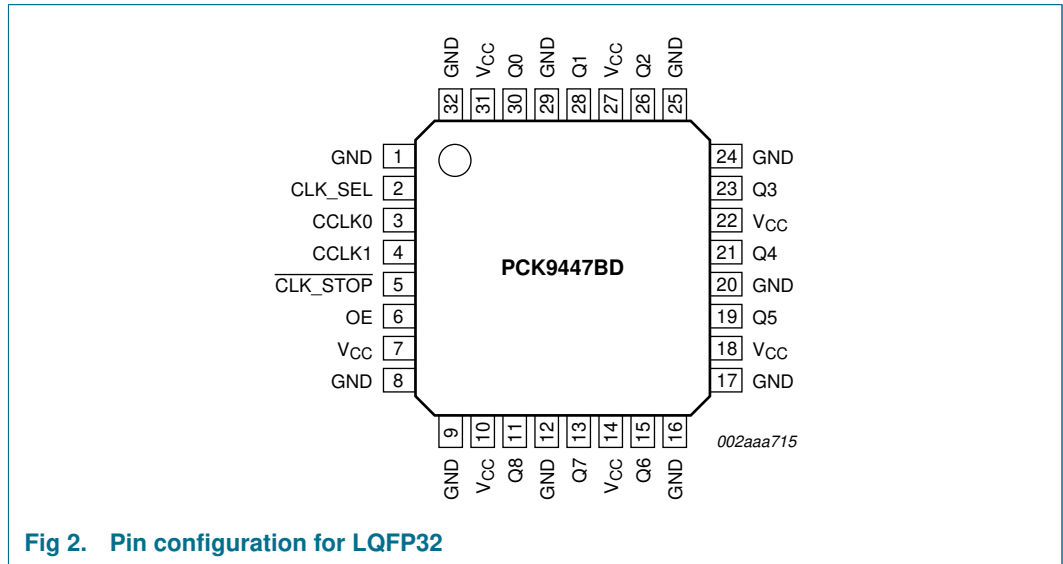 GND VCC Q0 GND Q1 VCC Q2 GND
32 31 30 29 28 27 26 25
GND 1 24 GND
CLK_SEL 2 23 Q3
CCLK0 3 22 VCC
CCLK1 4 21 Q4
PCK9447BD
CLK_STOP 5 20 GND
OE 6 19 Q5
VCC 7 18 VCC
GND 8 17 GND
9 10 11 12 13 14 15 16
002aaa715
GND VCC Q8 GND Q7 VCC Q6 GND
Fig 2. Pin configuration for LQFP32